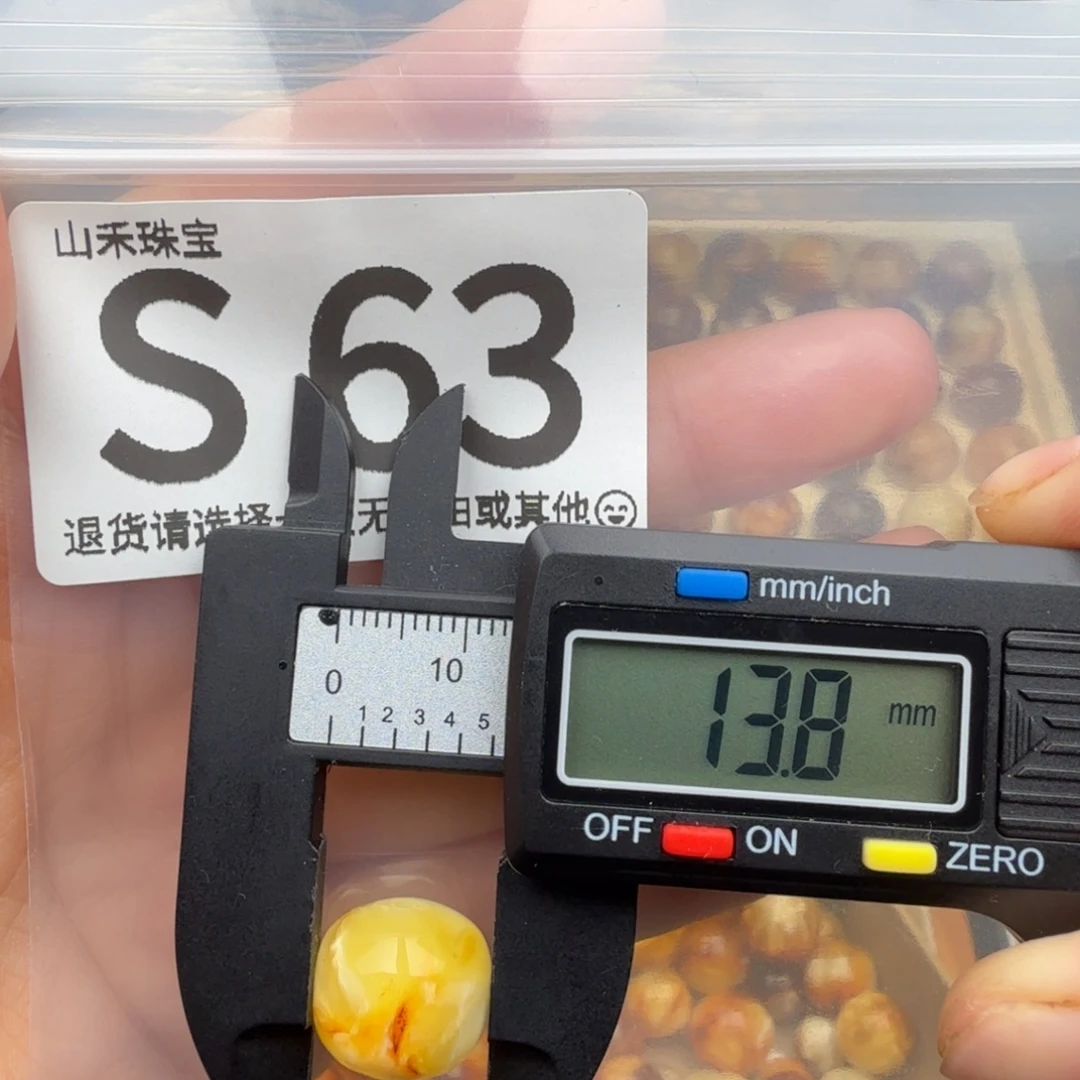 山禾珠宝
S 63
退货请选择 无 由或其他
mm/inch
0 10
1 2 3 4 5
13.8 mm
OFF ON ZERO